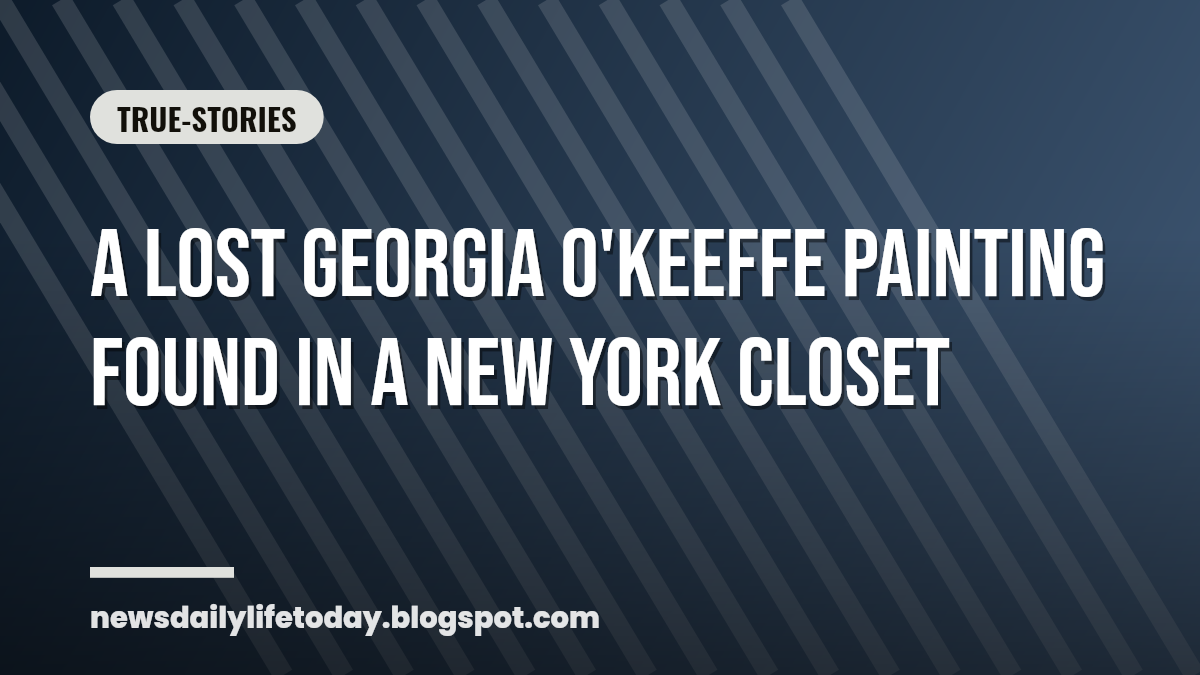 TRUE-STORIES
A LOST GEORGIA O'KEEFFE PAINTING
FOUND IN A NEW YORK CLOSET
newsdailylifetoday.blogspot.com